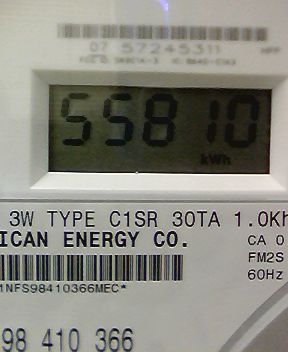 07 57245311
55810
kWh
3W TYPE C1SR 30TA 1.0Kh
ICAN ENERGY CO.
CA 0
FM2S
60Hz
1NFS98410366MEC*
98 410 366